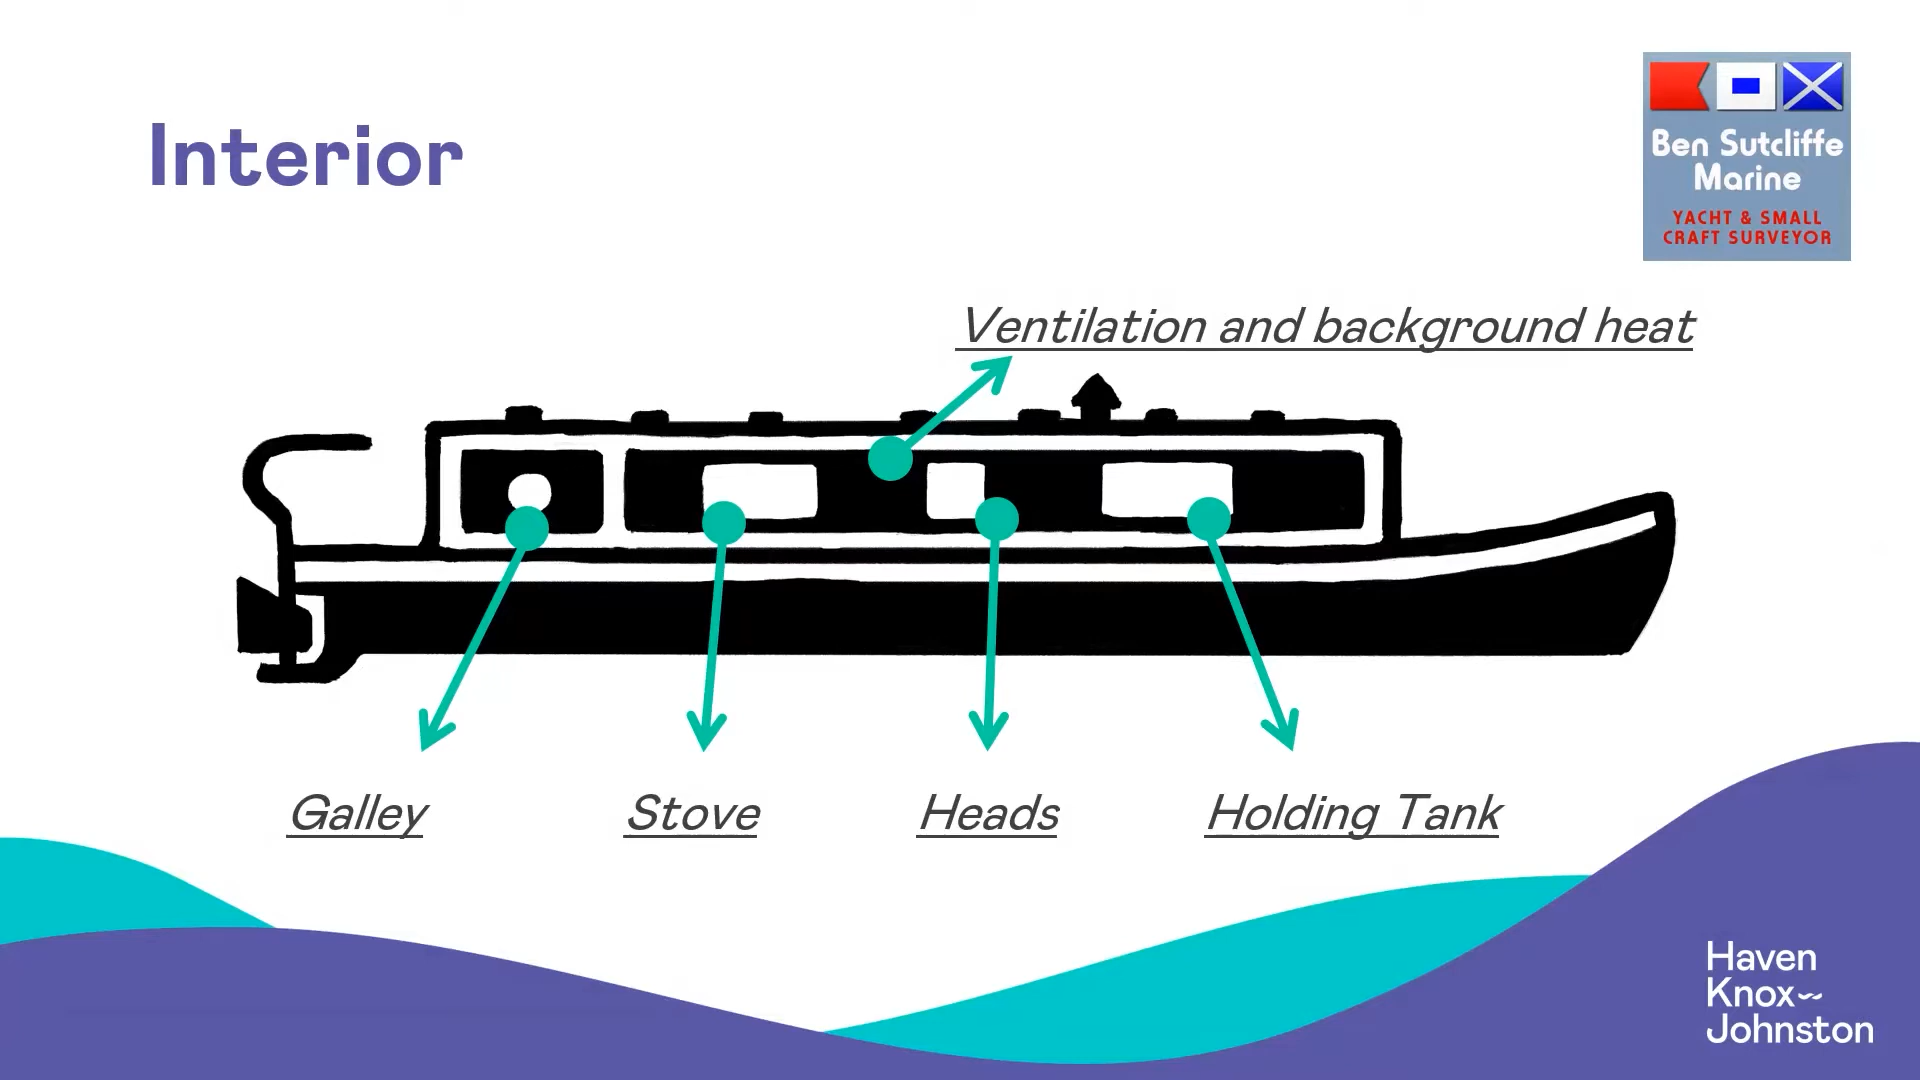 Interior
Ben Sutcliffe
Marine
YACHT & SMALL
CRAFT SURVEYOR
Ventilation and background heat
Galley
Stove
Heads
Holding Tank
Haven
Knox~
Johnston